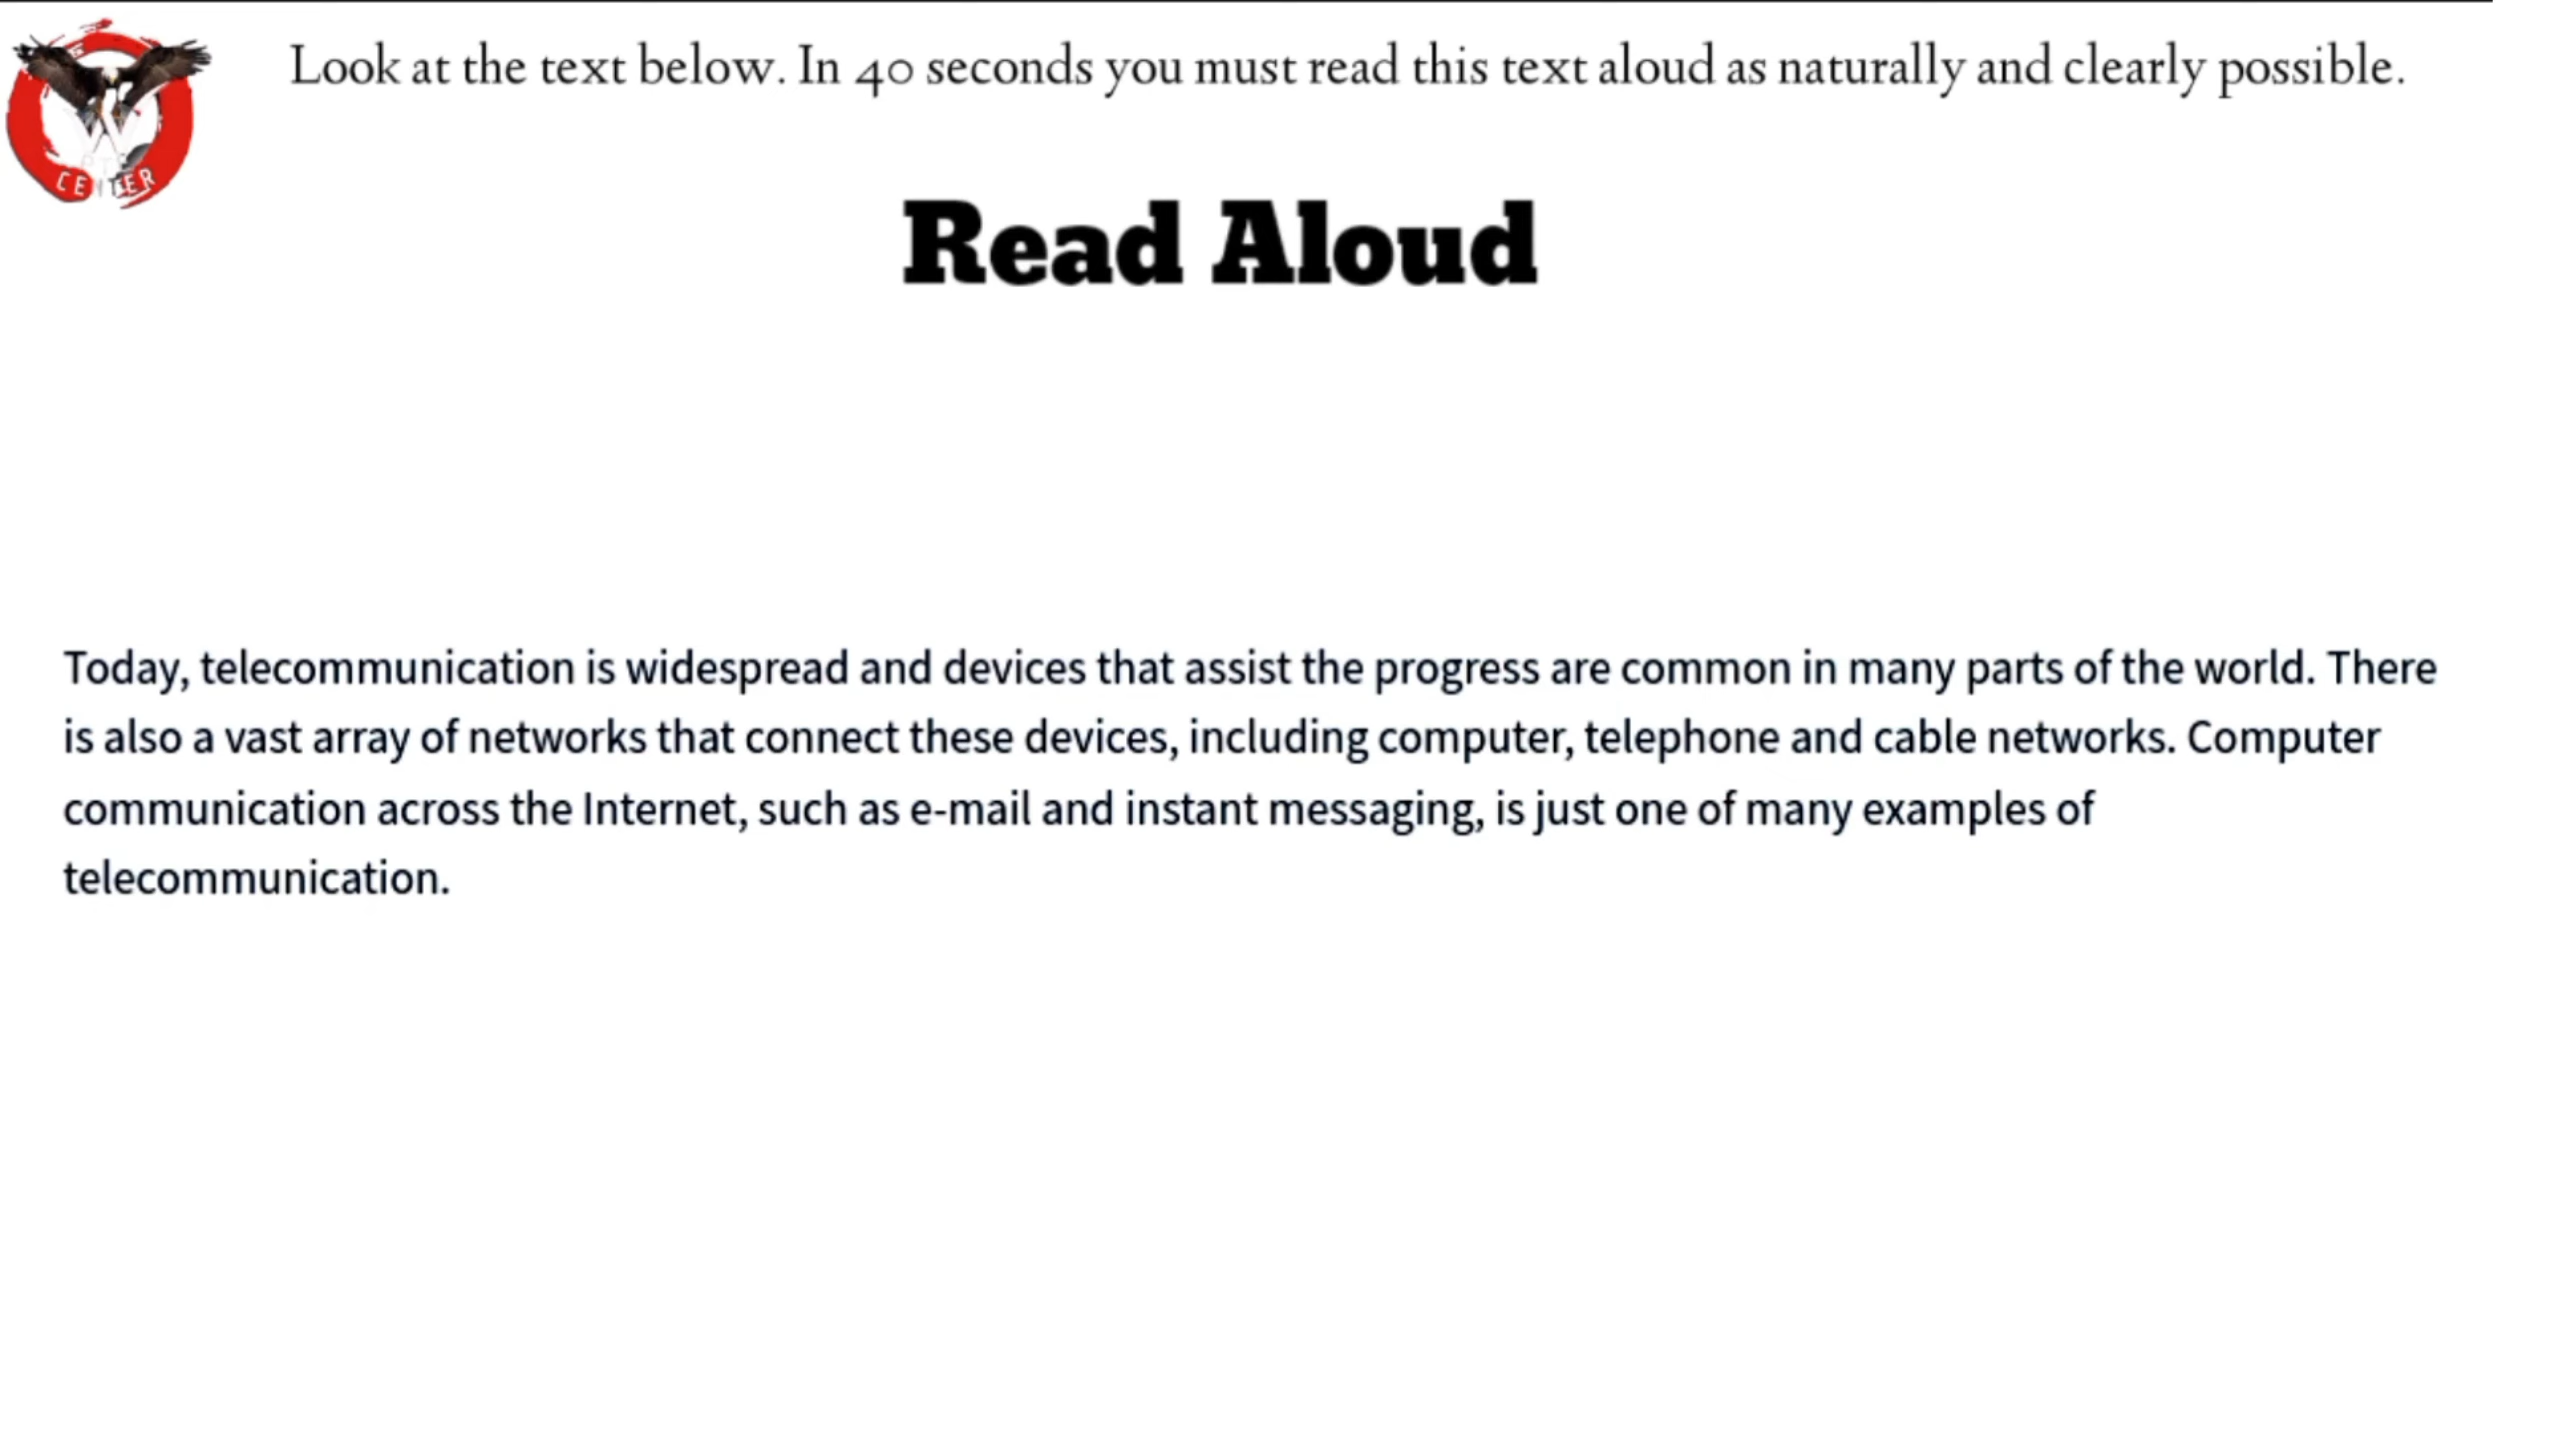 Look at the text below. In 40 seconds you must read this text aloud as naturally and clearly possible.
CENTER
Read Aloud
Today, telecommunication is widespread and devices that assist the progress are common in many parts of the world. There
is also a vast array of networks that connect these devices, including computer, telephone and cable networks. Computer
communication across the Internet, such as e-mail and instant messaging, is just one of many examples of
telecommunication.